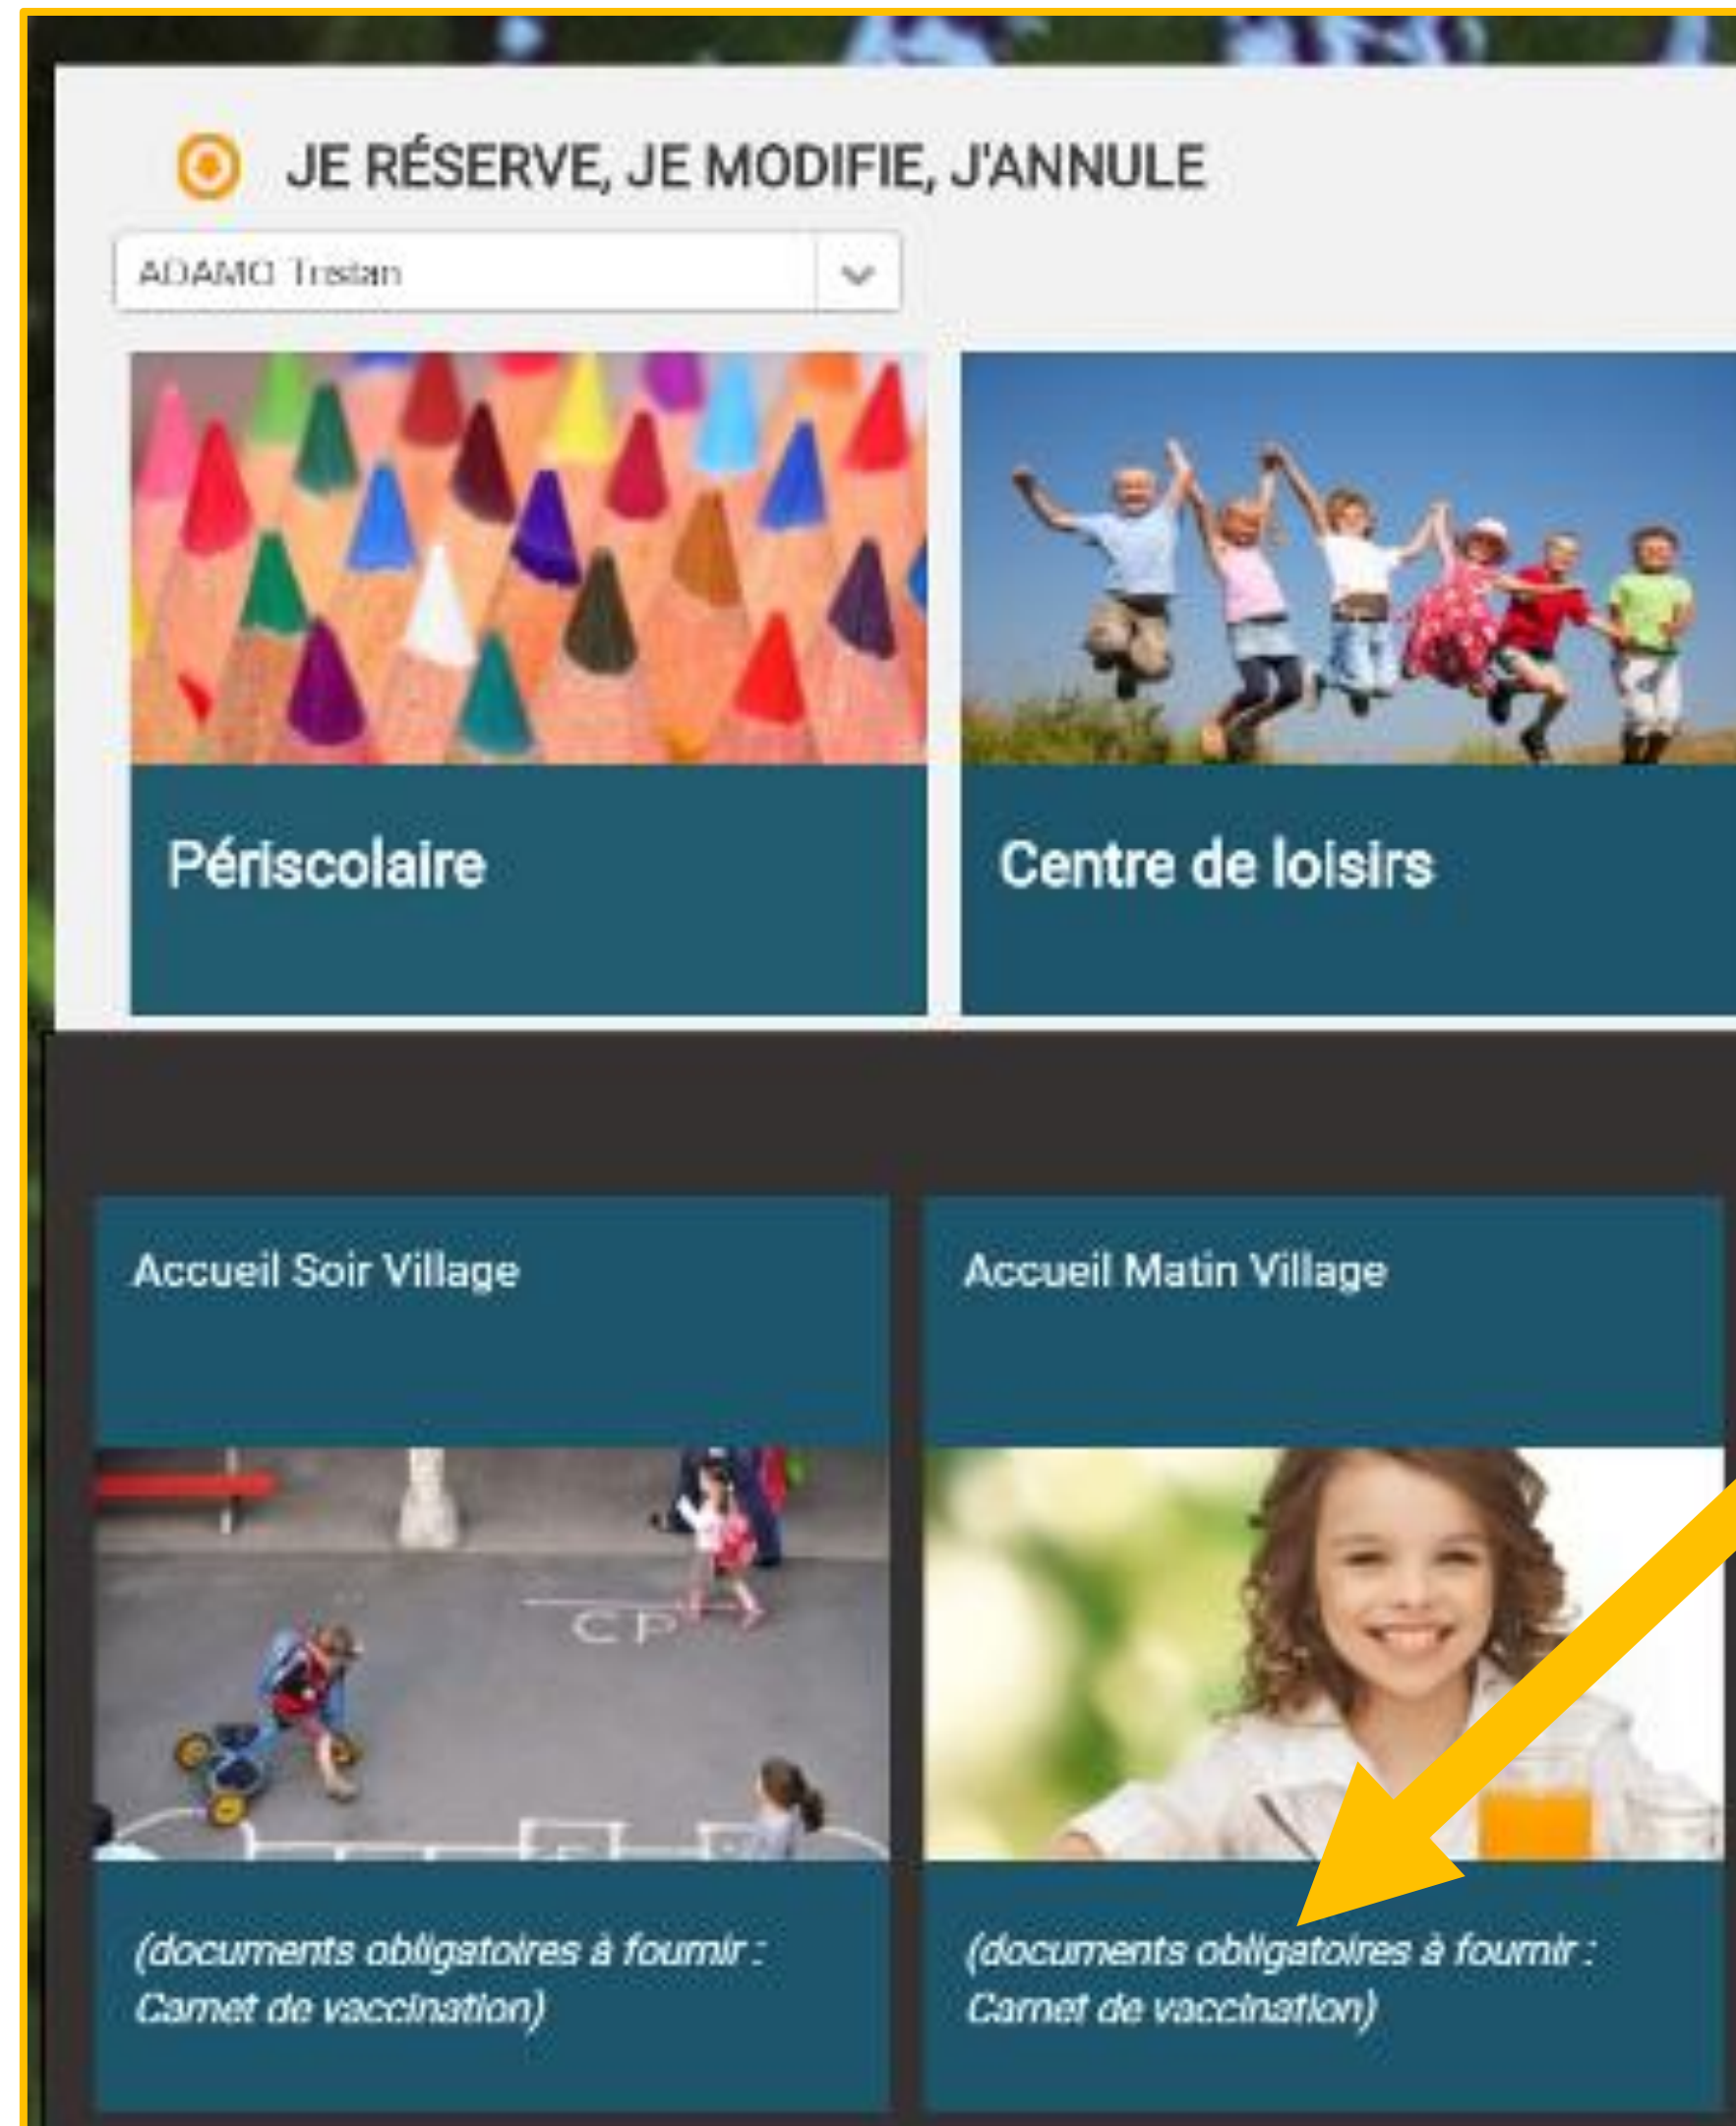 JE RÉSERVE, JE MODIFIE, J'ANNULE
ADAMO Tristan
Périscolaire
Centre de loisirs
Accueil Soir Village
Accueil Matin Village
CP
(documents obligatoires à fournir :
Carnet de vaccination)
(documents obligatoires à fournir :
Carnet de vaccination)